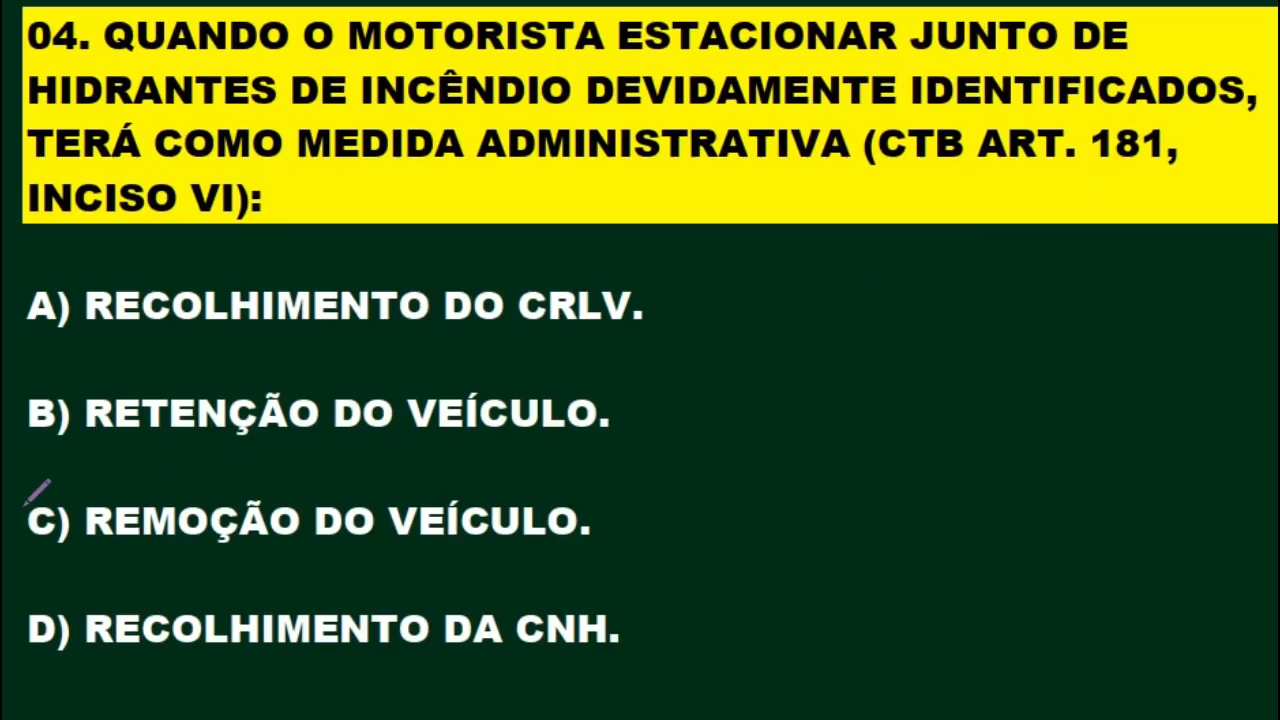 04. QUANDO O MOTORISTA ESTACIONAR JUNTO DE
HIDRANTES DE INCÊNDIO DEVIDAMENTE IDENTIFICADOS,
TERÁ COMO MEDIDA ADMINISTRATIVA (CTB ART. 181,
INCISO VI):
A) RECOLHIMENTO DO CRLV.
B) RETENÇÃO DO VEÍCULO.
C) REMOÇÃO DO VEÍCULO.
D) RECOLHIMENTO DA CNH.